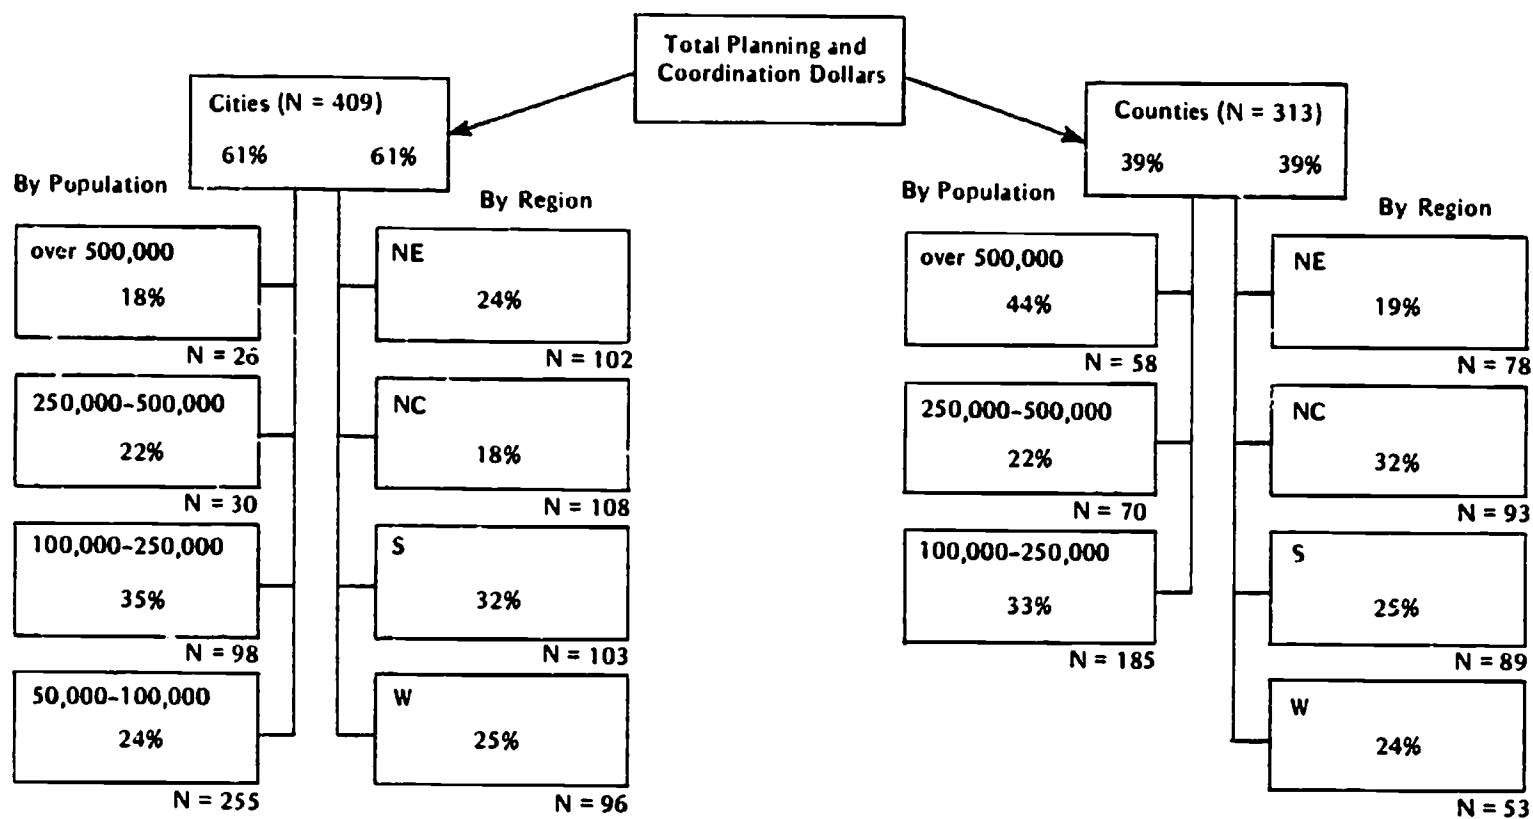 Total Planning and
Coordination Dollars
Cities (N = 409)
61% 61%
By Population
over 500,000
18%
N = 26
250,000-500,000
22%
N = 30
100,000-250,000
35%
N = 98
50,000-100,000
24%
N = 255
By Region
NE
24%
N = 102
NC
18%
N = 108
S
32%
N = 103
W
25%
N = 96
Counties (N = 313)
39% 39%
By Population
over 500,000
44%
N = 58
250,000-500,000
22%
N = 70
100,000-250,000
33%
N = 185
By Region
NE
19%
N = 78
NC
32%
N = 93
S
25%
N = 89
W
24%
N = 53